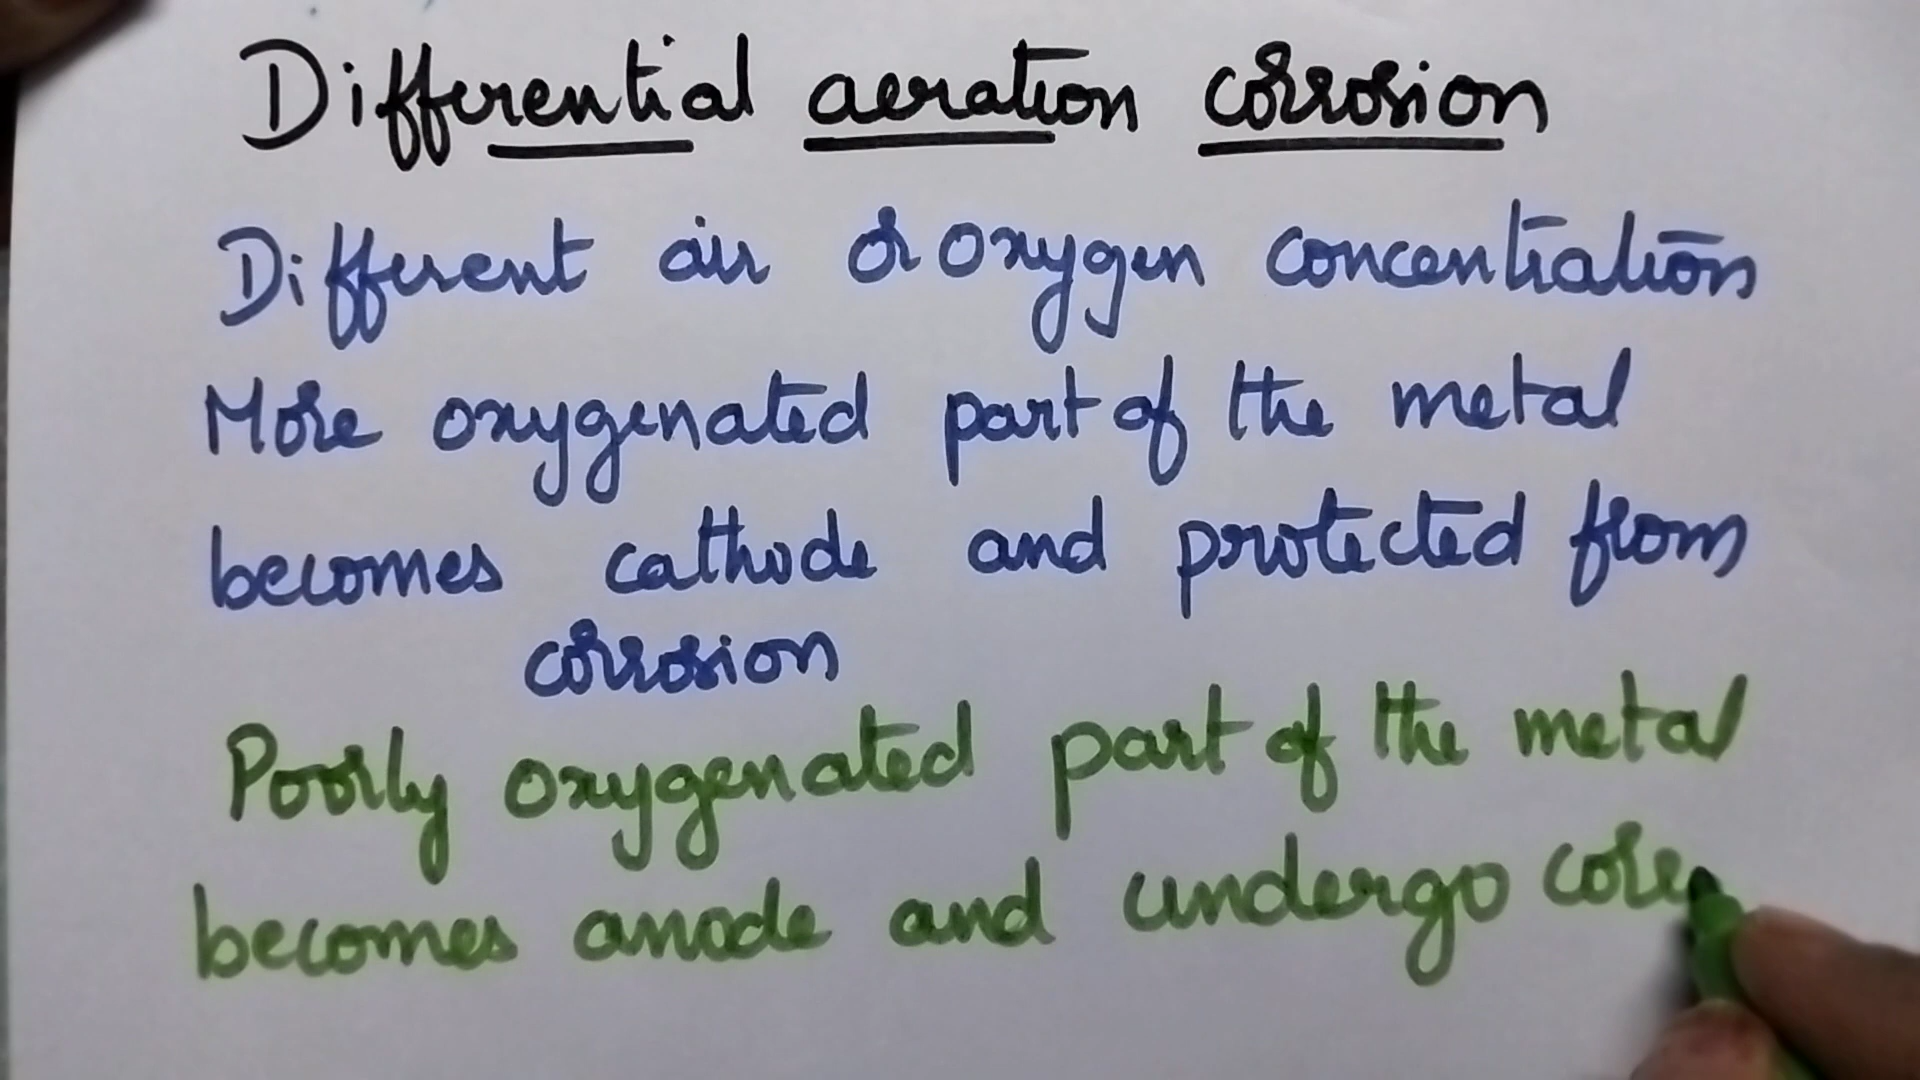 Differential aeration corrosion
Different air or oxygen concentration
More oxygenated part of the metal
becomes cathode and protected from
corrosion
Poorly oxygenated part of the metal
becomes anode and undergo